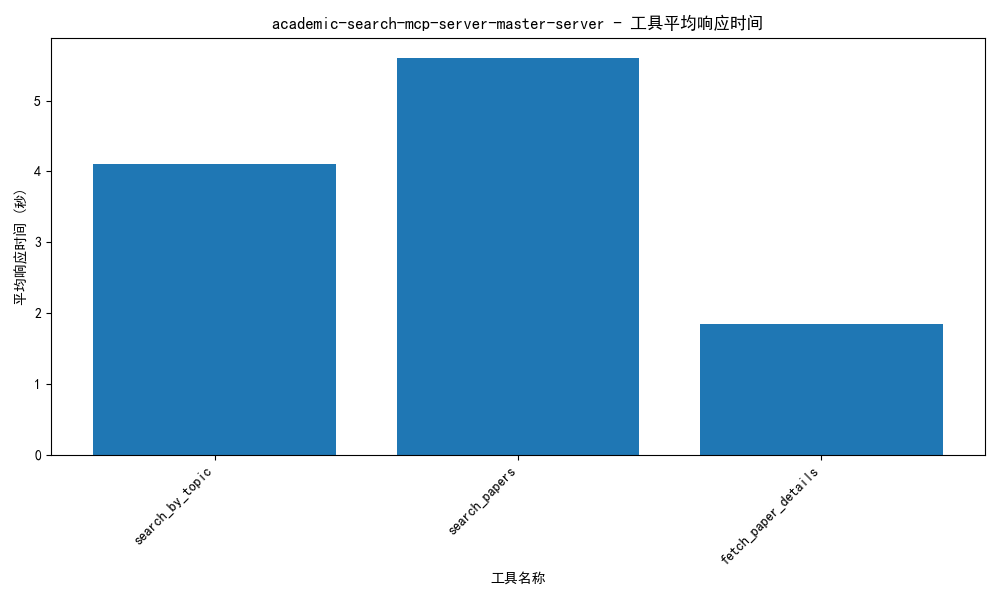 academic-search-mcp-server-master-server - 工具平均响应时间
平均响应时间 (秒)
5
4
3
2
1
0
search_by_topic
search_papers
fetch_paper_details
工具名称